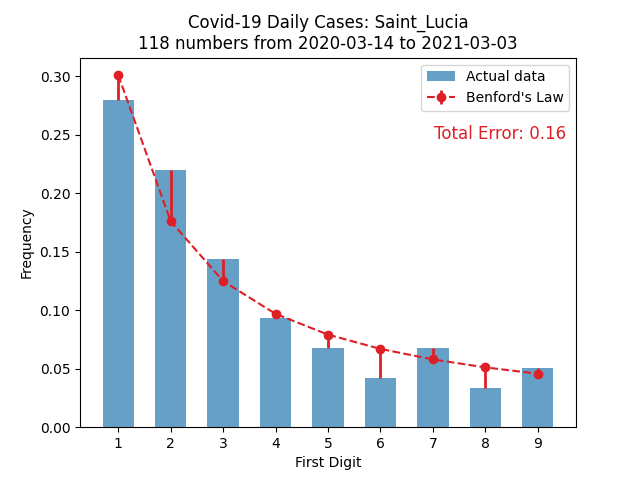 Covid-19 Daily Cases: Saint_Lucia
118 numbers from 2020-03-14 to 2021-03-03
Actual data
Benford's Law
Total Error: 0.16
Frequency
0.30
0.25
0.20
0.15
0.10
0.05
0.00
1 2 3 4 5 6 7 8 9
First Digit